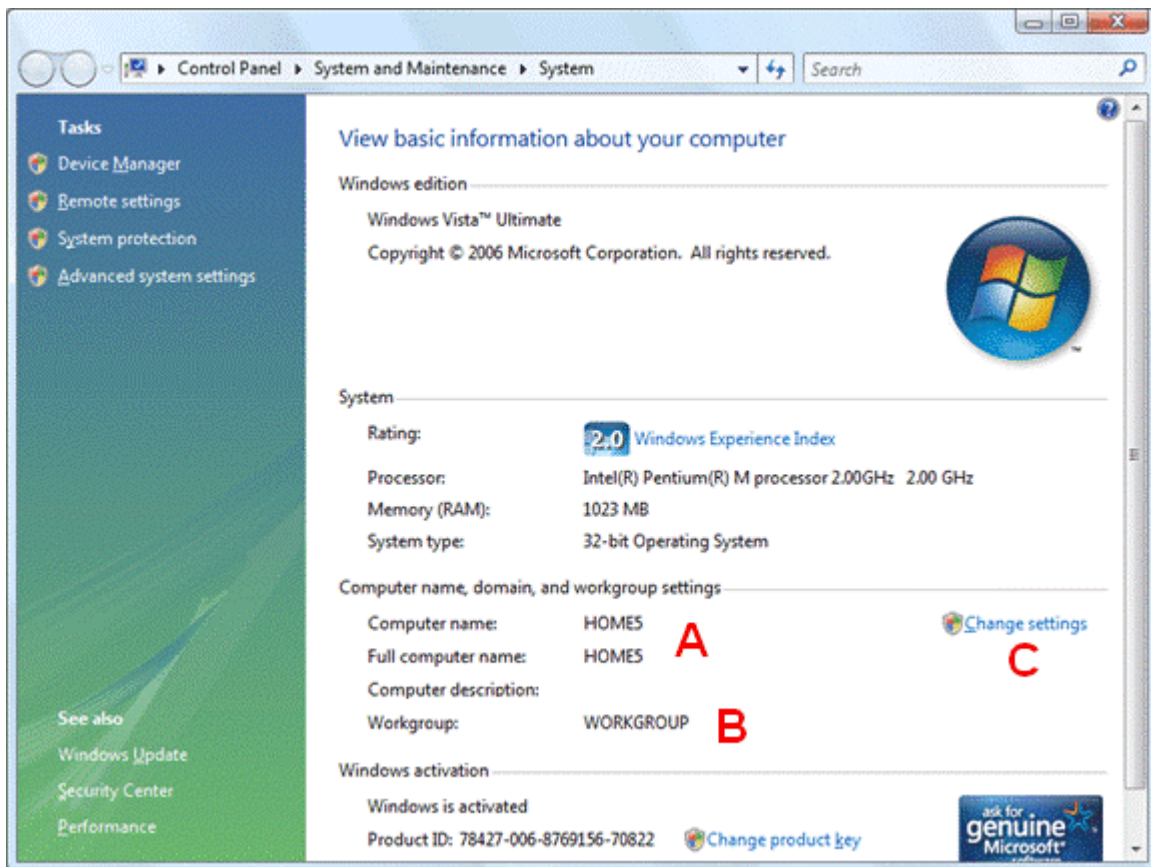 Control Panel ▸ System and Maintenance ▸ System
Search
Tasks
Device Manager
Remote settings
System protection
Advanced system settings
See also
Windows Update
Security Center
Performance
View basic information about your computer
Windows edition
Windows Vista™ Ultimate
Copyright © 2006 Microsoft Corporation. All rights reserved.
™
System
Rating: 2.0 Windows Experience Index
Processor: Intel(R) Pentium(R) M processor 2.00GHz 2.00 GHz
Memory (RAM): 1023 MB
System type: 32-bit Operating System
Computer name, domain, and workgroup settings
Computer name: HOME5 A Change settings
Full computer name: HOME5 C
Computer description:
Workgroup: WORKGROUP B
Windows activation
Windows is activated
Product ID: 78427-006-8769156-70822 Change product key
ask for
genuine
Microsoft®
software